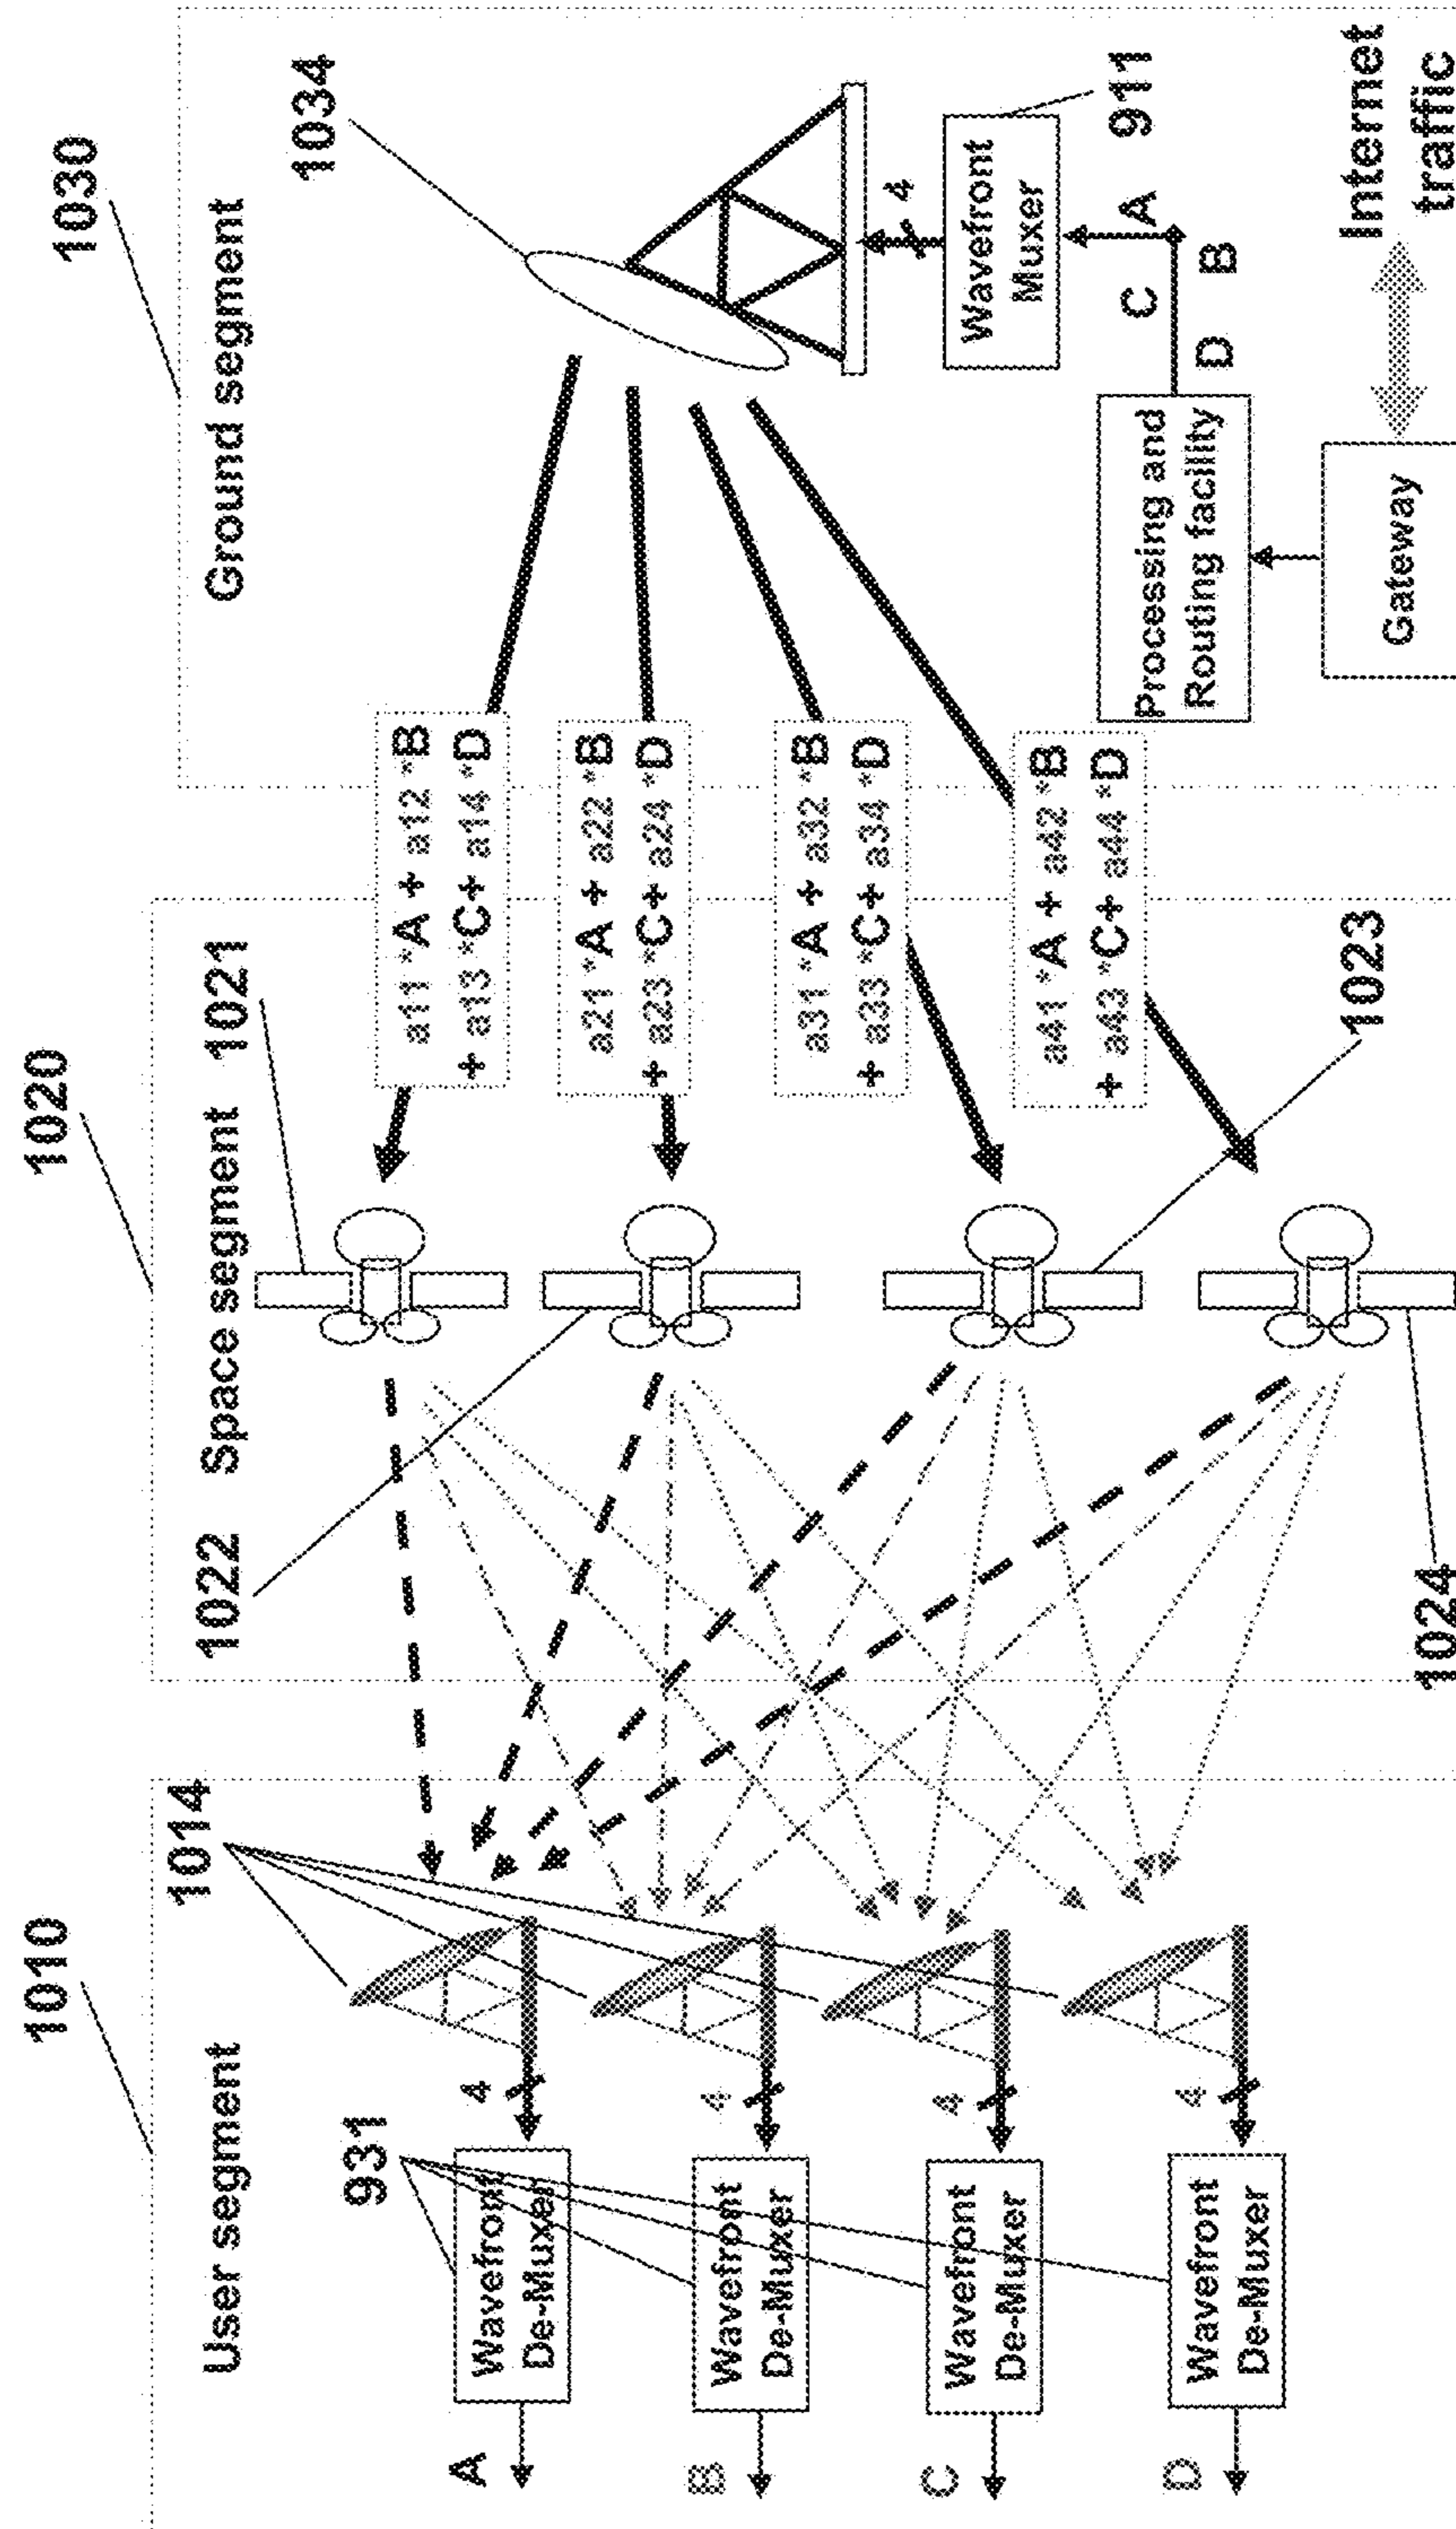 1010
1020
1030
User segment
1022
Space segment
1021
Ground segment
1014
1034
931
4
Wavefront
De-Muxer
A
4
Wavefront
De-Muxer
B
4
Wavefront
De-Muxer
C
4
Wavefront
De-Muxer
D
a11 *A + a12 *B
+ a13 *C+ a14 *D
a21 *A + a22 *B
+ a23 *C+ a24 *D
a31 *A + a32 *B
+ a33 *C+ a34 *D
a41 *A + a42 *B
+ a43 *C+ a44 *D
1023
1024
4
Wavefront
Muxer
911
C
A
D
B
Processing and
Routing facility
Gateway
Internet
traffic